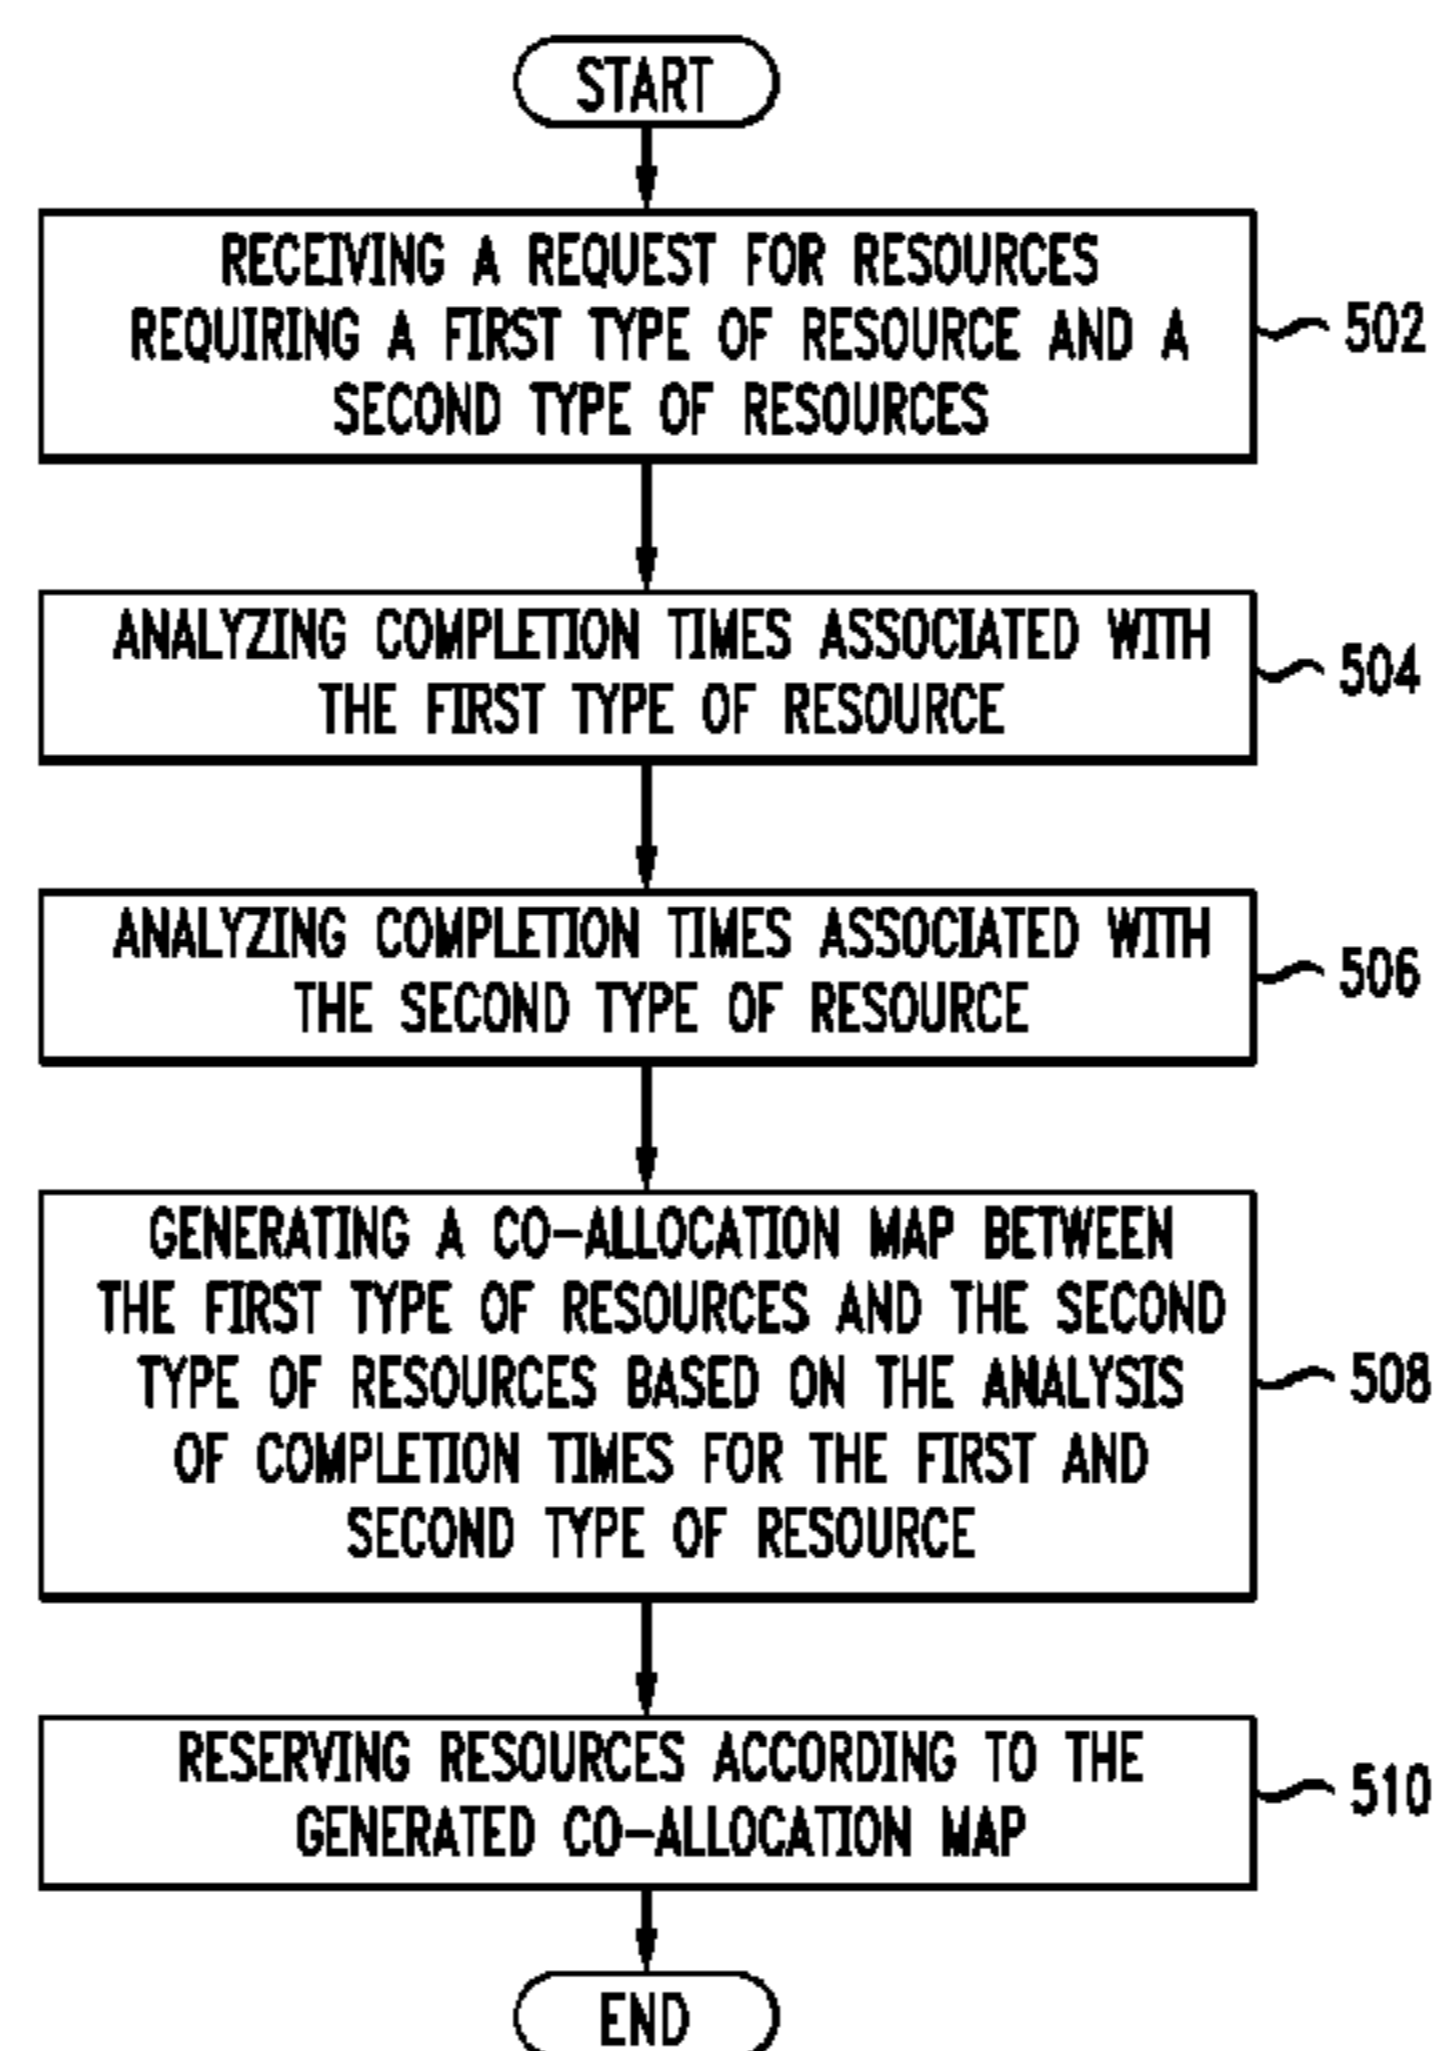 START
RECEIVING A REQUEST FOR RESOURCES
REQUIRING A FIRST TYPE OF RESOURCE AND A
SECOND TYPE OF RESOURCES
502
ANALYZING COMPLETION TIMES ASSOCIATED WITH
THE FIRST TYPE OF RESOURCE
504
ANALYZING COMPLETION TIMES ASSOCIATED WITH
THE SECOND TYPE OF RESOURCE
506
GENERATING A CO-ALLOCATION MAP BETWEEN
THE FIRST TYPE OF RESOURCES AND THE SECOND
TYPE OF RESOURCES BASED ON THE ANALYSIS
OF COMPLETION TIMES FOR THE FIRST AND
SECOND TYPE OF RESOURCE
508
RESERVING RESOURCES ACCORDING TO THE
GENERATED CO-ALLOCATION MAP
510
END